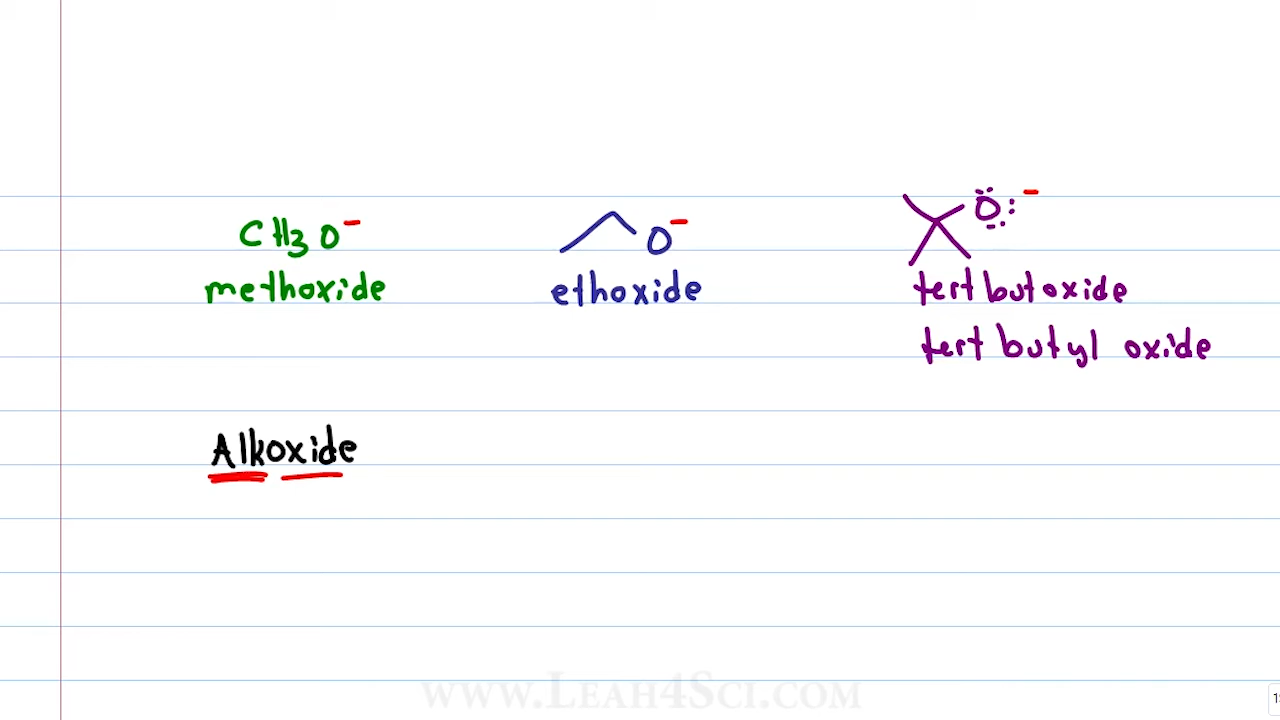 CH3O⁻
methoxide
O⁻
ethoxide
:O:⁻
tert butoxide
tert butyl oxide
Alkoxide
www.Leah4Sci.com